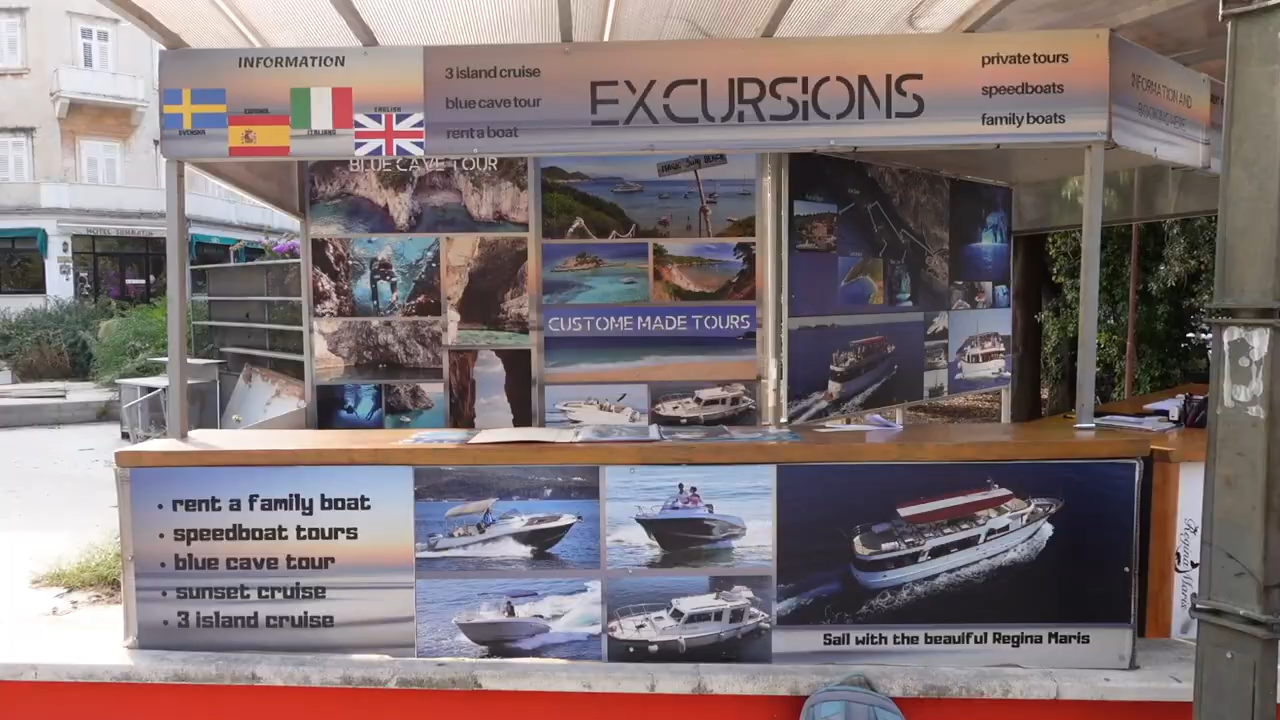 INFORMATION
SVENSKA
ESPAÑOL
ITALIANO
ENGLISH
3 island cruise
blue cave tour
rent a boat
EXCURSIONS
private tours
speedboats
family boats
INFORMATION AND
BOOKING HERE
BLUE CAVE TOUR
CUSTOME MADE TOURS
HOTEL
• rent a family boat
• speedboat tours
• blue cave tour
• sunset cruise
• 3 island cruise
Sail with the beauiful Regina Maris
Regina Maris